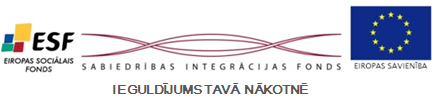 ESF
EIROPAS SOCIĀLAIS
FONDS
SABIEDRĪBAS INTEGRĀCIJAS FONDS
EIROPAS SAVIENĪBA
IEGULDĪJUMS TAVĀ NĀKOTNĒ